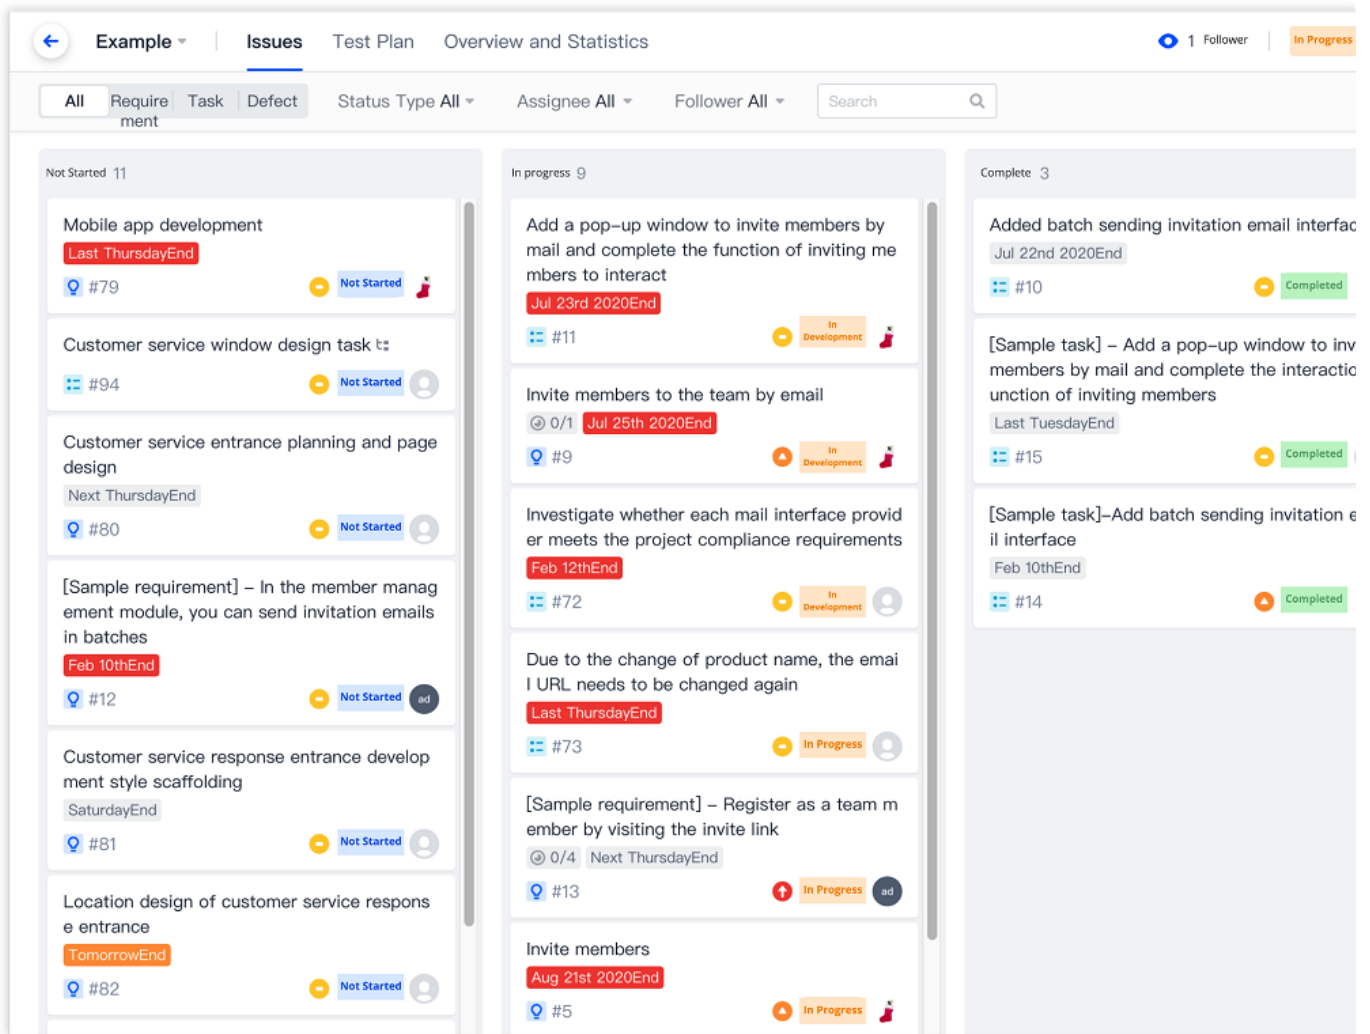 Example
Issues
Test Plan
Overview and Statistics
1 Follower
In Progress
All
Require
ment
Task
Defect
Status Type All
Assignee All
Follower All
Search
Not Started 11
Mobile app development
Last ThursdayEnd
#79
Not Started
Customer service window design task
#94
Not Started
Customer service entrance planning and page
design
Next ThursdayEnd
#80
Not Started
[Sample requirement] – In the member manag
ement module, you can send invitation emails
in batches
Feb 10thEnd
#12
Not Started
ad
Customer service response entrance develop
ment style scaffolding
SaturdayEnd
#81
Not Started
Location design of customer service respons
e entrance
TomorrowEnd
#82
Not Started
In progress 9
Add a pop-up window to invite members by
mail and complete the function of inviting me
mbers to interact
Jul 23rd 2020End
#11
In
Development
Invite members to the team by email
0/1
Jul 25th 2020End
#9
In
Development
Investigate whether each mail interface provid
er meets the project compliance requirements
Feb 12thEnd
#72
In
Development
Due to the change of product name, the emai
l URL needs to be changed again
Last ThursdayEnd
#73
In Progress
[Sample requirement] – Register as a team m
ember by visiting the invite link
0/4
Next ThursdayEnd
#13
In Progress
ad
Invite members
Aug 21st 2020End
#5
In Progress
Complete 3
Added batch sending invitation email interfac
Jul 22nd 2020End
#10
Completed
[Sample task] – Add a pop-up window to inv
members by mail and complete the interactio
unction of inviting members
Last TuesdayEnd
#15
Completed
[Sample task]–Add batch sending invitation e
il interface
Feb 10thEnd
#14
Completed